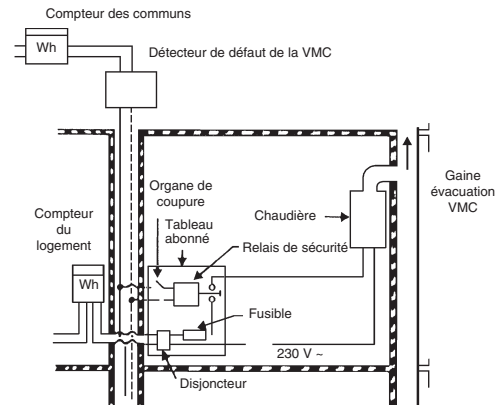 Compteur des communs
Wh
Détecteur de défaut de la VMC
Organe de
coupure
Tableau
abonné
Chaudière
Gaine
évacuation
VMC
Compteur
du
logement
Relais de sécurité
Wh
Fusible
230 V ~
Disjoncteur